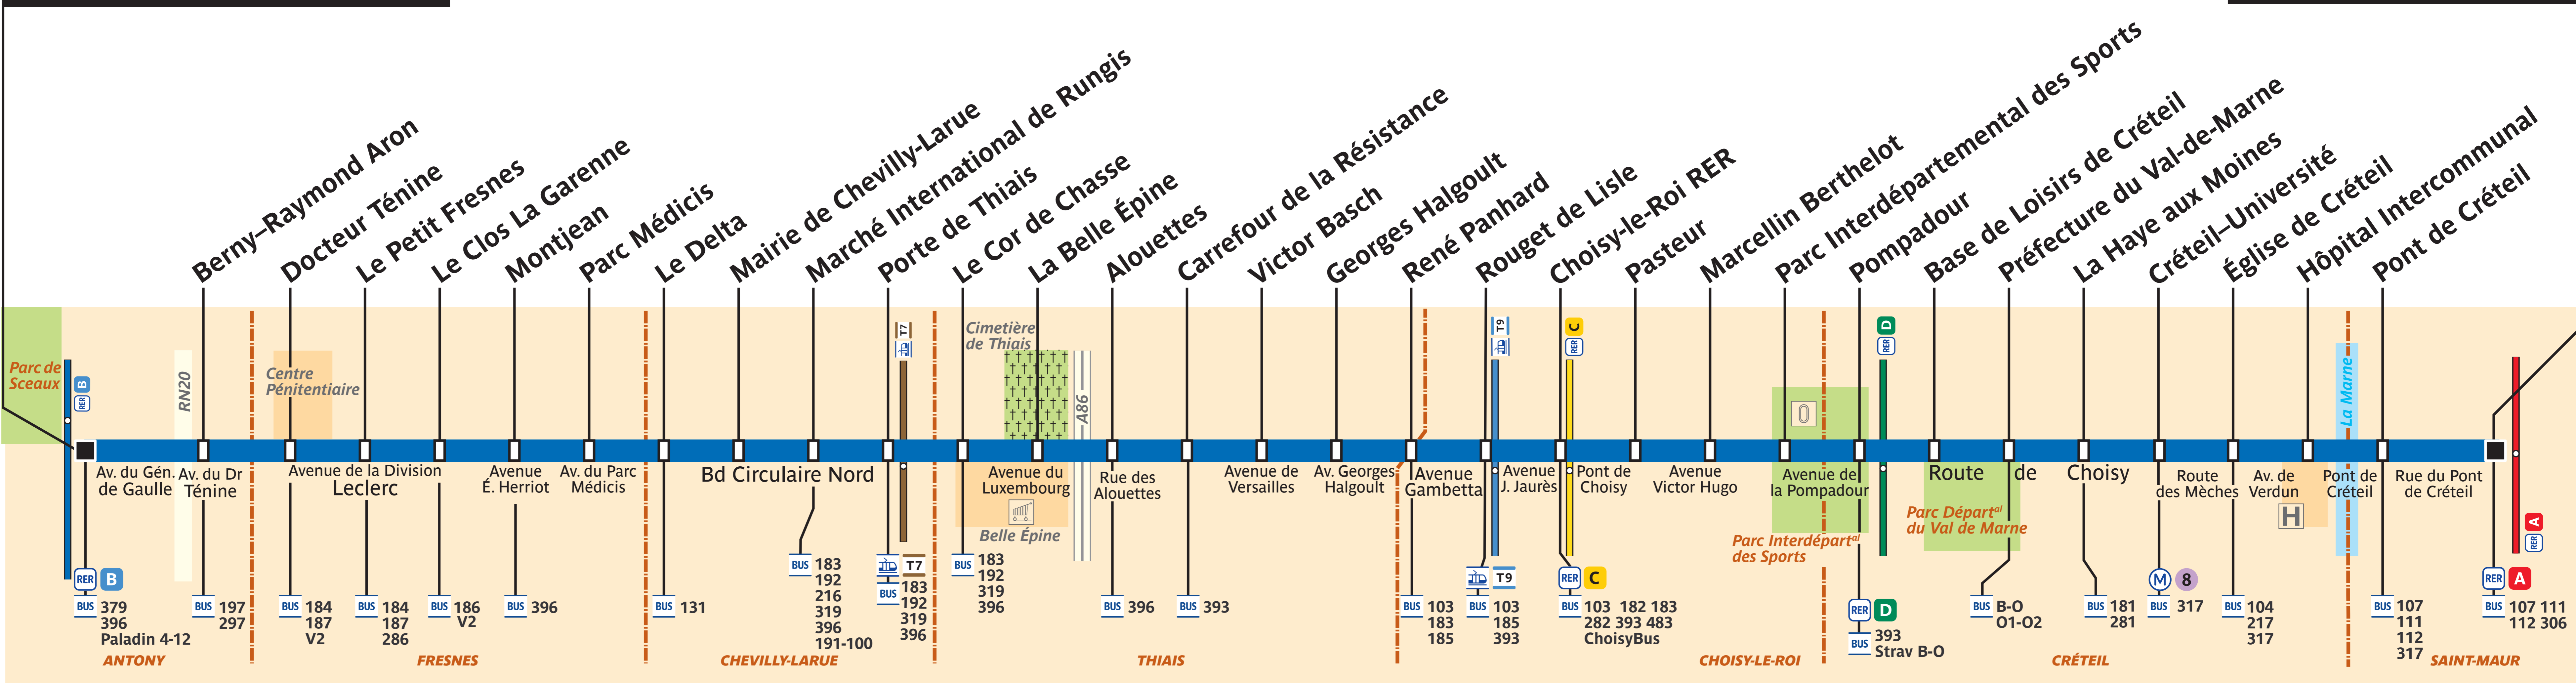 Berny–Raymond Aron
Docteur Ténine
Le Petit Fresnes
Le Clos La Garenne
Montjean
Parc Médicis
Le Delta
Mairie de Chevilly-Larue
Marché International de Rungis
Porte de Thiais
Le Cor de Chasse
La Belle Épine
Alouettes
Carrefour de la Résistance
Victor Basch
Georges Halgoult
René Panhard
Rouget de Lisle
Choisy-le-Roi RER
Pasteur
Marcellin Berthelot
Parc Interdépartemental des Sports
Pompadour
Base de Loisirs de Créteil
Préfecture du Val-de-Marne
La Haye aux Moines
Créteil–Université
Église de Créteil
Hôpital Intercommunal
Pont de Créteil
Parc de
Sceaux
RER B
RN20
Centre
Pénitentiaire
T7
Cimetière
de Thiais
A86
T9
RER C
0
RER D
La Marne
Av. du Gén.
de Gaulle
Av. du Dr
Ténine
Avenue de la Division
Leclerc
Avenue
É. Herriot
Av. du Parc
Médicis
Bd Circulaire Nord
Avenue du
Luxembourg
Belle Épine
Rue des
Alouettes
Avenue de
Versailles
Av. Georges
Halgoult
Avenue
Gambetta
Avenue
J. Jaurès
Pont de
Choisy
Avenue
Victor Hugo
Avenue de
la Pompadour
Parc Interdépartal
des Sports
Route de Choisy
Parc Départal
du Val de Marne
Route
des Mèches
Av. de
Verdun
H
Pont de
Créteil
Rue du Pont
de Créteil
RER A
RER B
BUS 379
396
Paladin 4-12
BUS 197
297
BUS 184
187
V2
BUS 184
187
286
BUS 186
V2
BUS 396
BUS 131
BUS 183
192
216
319
396
191-100
T7
BUS 183
192
319
396
BUS 183
192
319
396
BUS 396
BUS 393
BUS 103
183
185
T9
BUS 103
185
393
RER C
BUS 103 182 183
282 393 483
ChoisyBus
RER D
BUS 393
Strav B-O
BUS B-O
O1-O2
BUS 181
281
M 8
BUS 317
BUS 104
217
317
BUS 107
111
112
317
RER A
BUS 107 111
112 306
ANTONY
FRESNES
CHEVILLY-LARUE
THIAIS
CHOISY-LE-ROI
CRÉTEIL
SAINT-MAUR